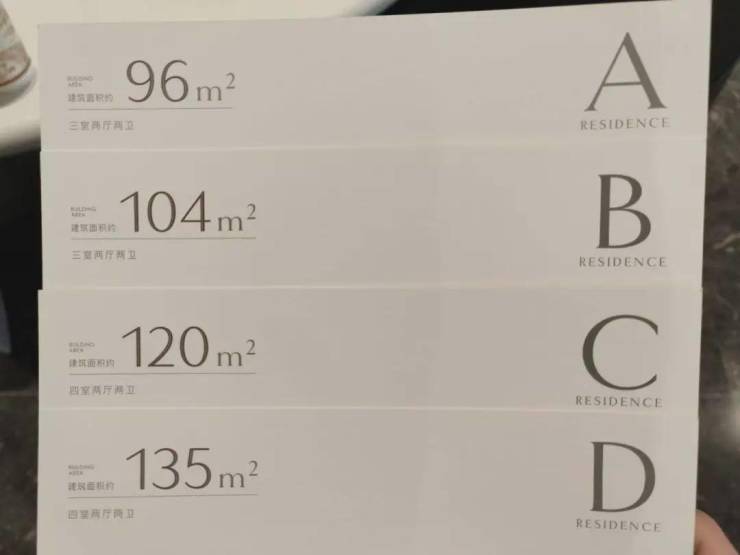 BUILDING
AREA
建筑面积约 96m²
三室两厅两卫
A
RESIDENCE
BUILDING
AREA
建筑面积约 104m²
三室两厅两卫
B
RESIDENCE
BUILDING
AREA
建筑面积约 120m²
四室两厅两卫
C
RESIDENCE
BUILDING
AREA
建筑面积约 135m²
四室两厅两卫
D
RESIDENCE